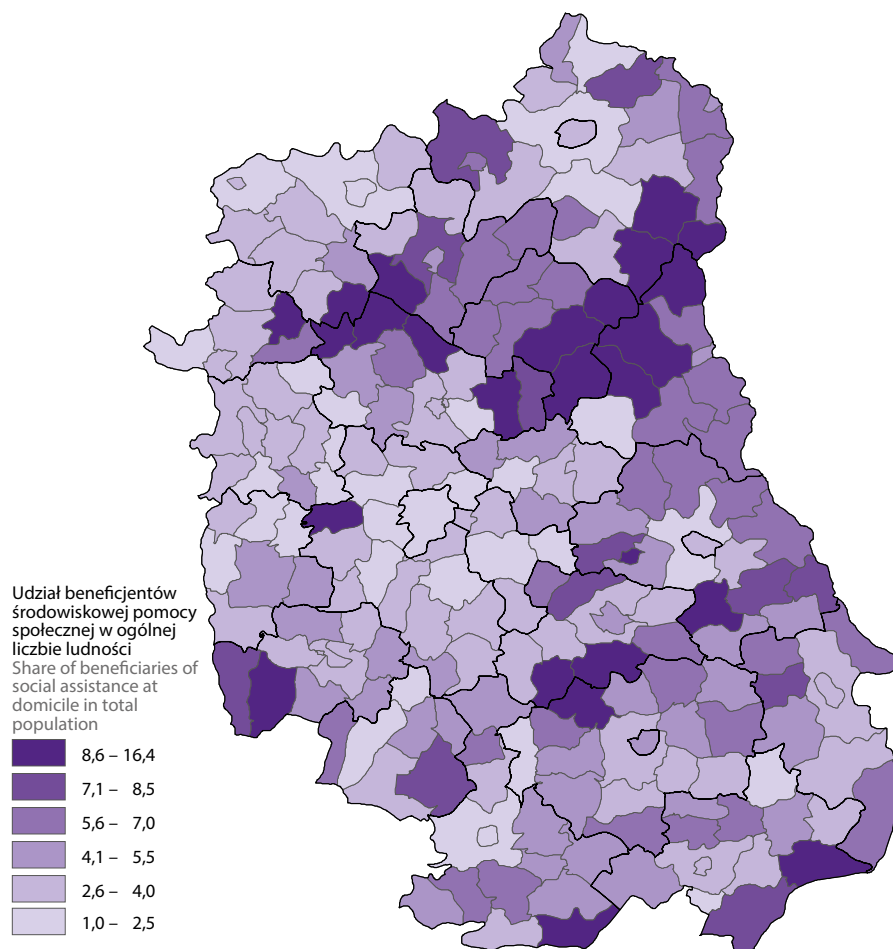 Udział beneficjentów
środowiskowej pomocy
społecznej w ogólnej
liczbie ludności
Share of beneficiaries of
social assistance at
domicile in total
population
8,6 – 16,4
7,1 – 8,5
5,6 – 7,0
4,1 – 5,5
2,6 – 4,0
1,0 – 2,5